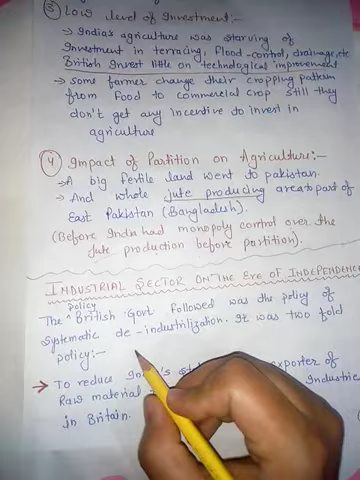 ③ Low level of Investment:-
→ India's agriculture was starving of
Investment in terracing, Flood-control, drainage, etc
British Invest little on technological improvement
→ Some farmer change their cropping pattern
from Food to commercial crop still they
don't get any incentive to invest in
agriculture
④ Impact of Partition on Agriculture:-
→ A big fertile land went to pakistan.
→ And whole jute producing area to part of
East Pakistan (Bangladesh).
(Before India had monopoly control over the
Jute production before partition).
INDUSTRIAL SECTOR ON THE EVE OF INDEPENDENCE
policy
The ^ British Govt followed was the policy of
systematic de-industrilization. It was two fold
policy:-
→ To reduce India's exporter of
Raw material Industrie
in Britain.